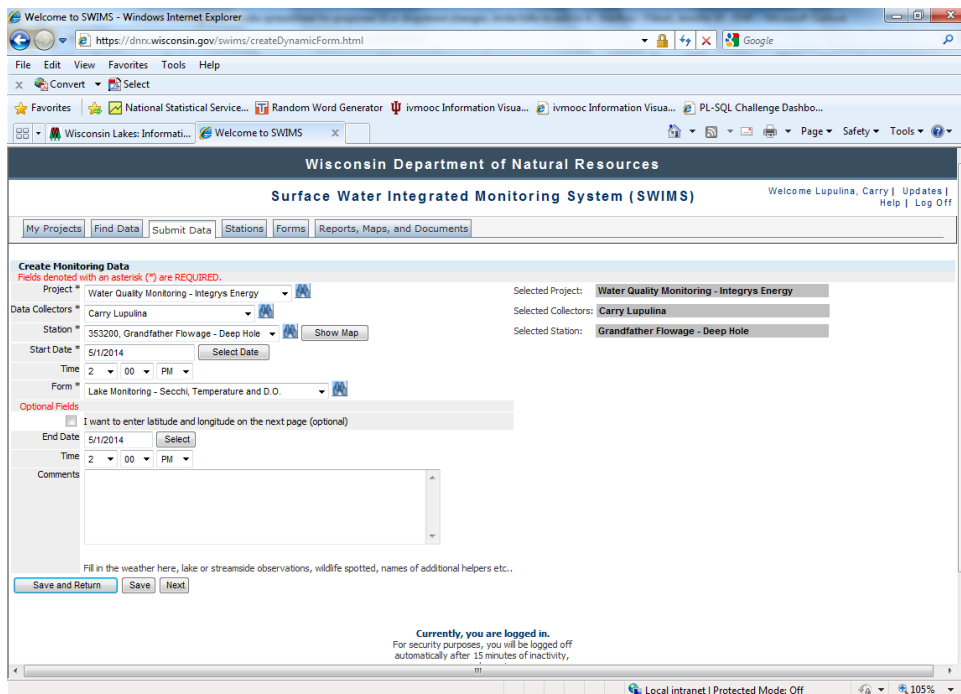 Welcome to SWIMS - Windows Internet Explorer
https://dnrx.wisconsin.gov/swims/createDynamicForm.html
Google
File Edit View Favorites Tools Help
x Convert Select
Favorites National Statistical Service... Random Word Generator ivmooc Information Visua... ivmooc Information Visua... PL-SQL Challenge Dashbo...
Wisconsin Lakes: Informati... Welcome to SWIMS x Page Safety Tools
Wisconsin Department of Natural Resources
Surface Water Integrated Monitoring System (SWIMS)
Welcome Lupulina, Carry | Updates |
Help | Log Off
My Projects Find Data Submit Data Stations Forms Reports, Maps, and Documents
Create Monitoring Data
Fields denoted with an asterisk (*) are REQUIRED.
Project * Water Quality Monitoring - Integrys Energy Selected Project: Water Quality Monitoring - Integrys Energy
Data Collectors * Carry Lupulina Selected Collectors: Carry Lupulina
Station * 353200, Grandfather Flowage - Deep Hole Show Map Selected Station: Grandfather Flowage - Deep Hole
Start Date * 5/1/2014 Select Date
Time 2 00 PM
Form * Lake Monitoring - Secchi, Temperature and D.O.
Optional Fields
I want to enter latitude and longitude on the next page (optional)
End Date 5/1/2014 Select
Time 2 00 PM
Comments
Fill in the weather here, lake or streamside observations, wildlife spotted, names of additional helpers etc..
Save and Return Save Next
Currently, you are logged in.
For security purposes, you will be logged off
automatically after 15 minutes of inactivity,
Local intranet | Protected Mode: Off 105%